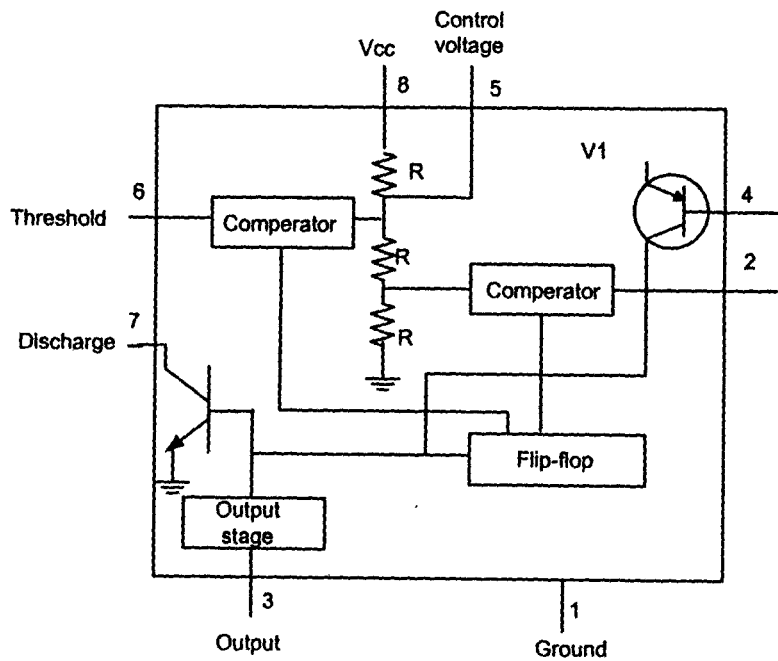 Control
voltage
Vcc
8
5
V1
R
6
4
Threshold
Comperator
2
R
Comperator
7
R
Discharge
Flip-flop
Output
stage
3
1
Output
Ground